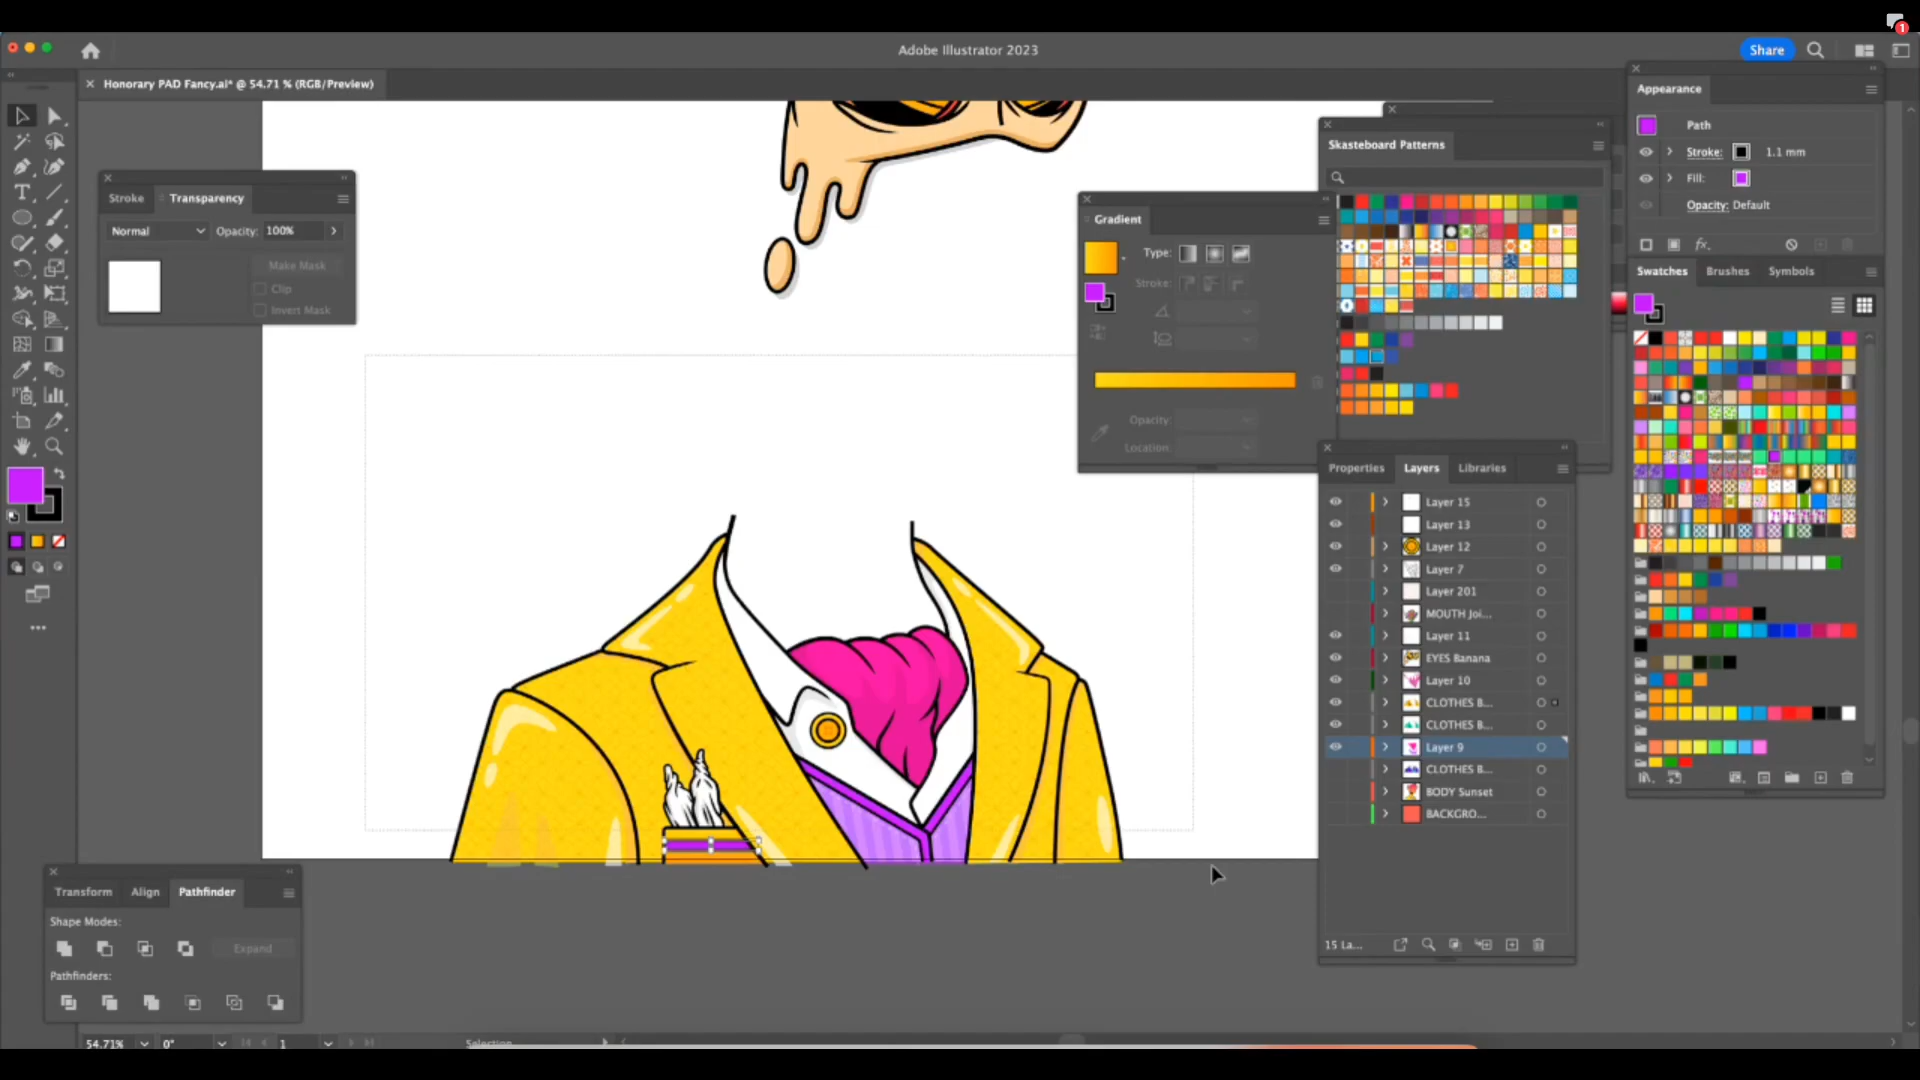 1
Adobe Illustrator 2023
Share
Honorary PAD Fancy.ai* @ 54.71 % (RGB/Preview)
Appearance
Path
Stroke: 1.1 mm
Fill:
Opacity: Default
fx.
Stroke
Transparency
Normal
Opacity: 100%
Make Mask
Clip
Invert Mask
Skasteboard Patterns
Gradient
Type:
Stroke:
Opacity:
Location:
Swatches
Brushes
Symbols
Properties
Layers
Libraries
Layer 15
Layer 13
Layer 12
Layer 7
Layer 201
MOUTH Joi...
Layer 11
EYES Banana
Layer 10
CLOTHES B...
CLOTHES B...
Layer 9
CLOTHES B...
BODY Sunset
BACKGRO...
15 La...
Transform
Align
Pathfinder
Shape Modes:
Expand
Pathfinders:
54.71%
0°
1
Selection